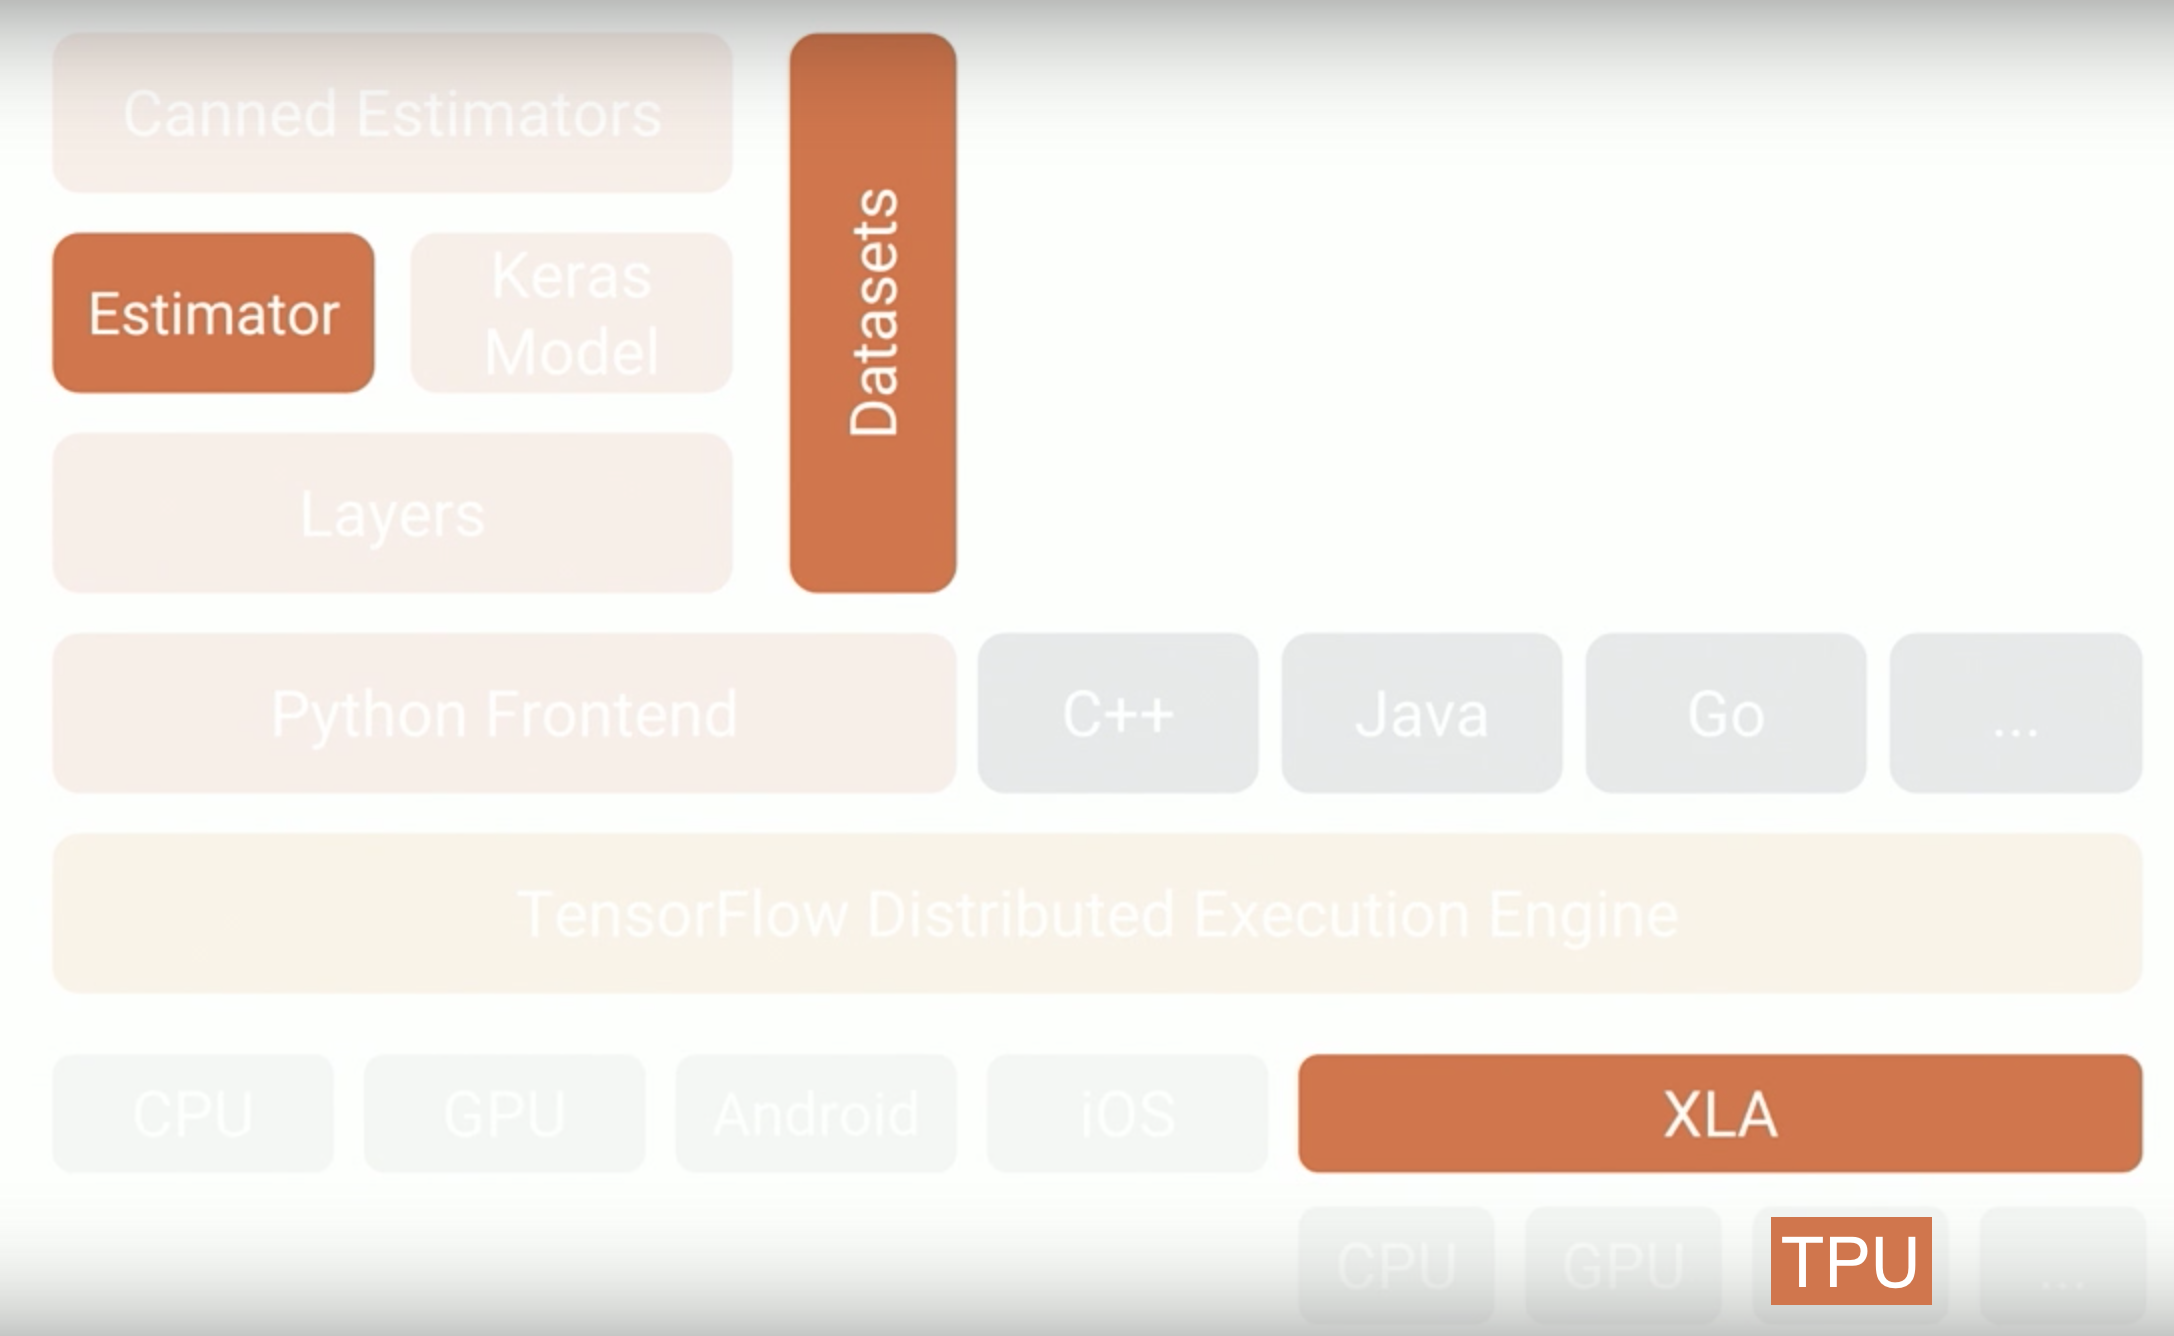 Canned Estimators
Datasets
Estimator
Keras
Model
Layers
Python Frontend
C++
Java
Go
...
TensorFlow Distributed Execution Engine
CPU
GPU
Android
iOS
XLA
CPU
GPU
TPU
...